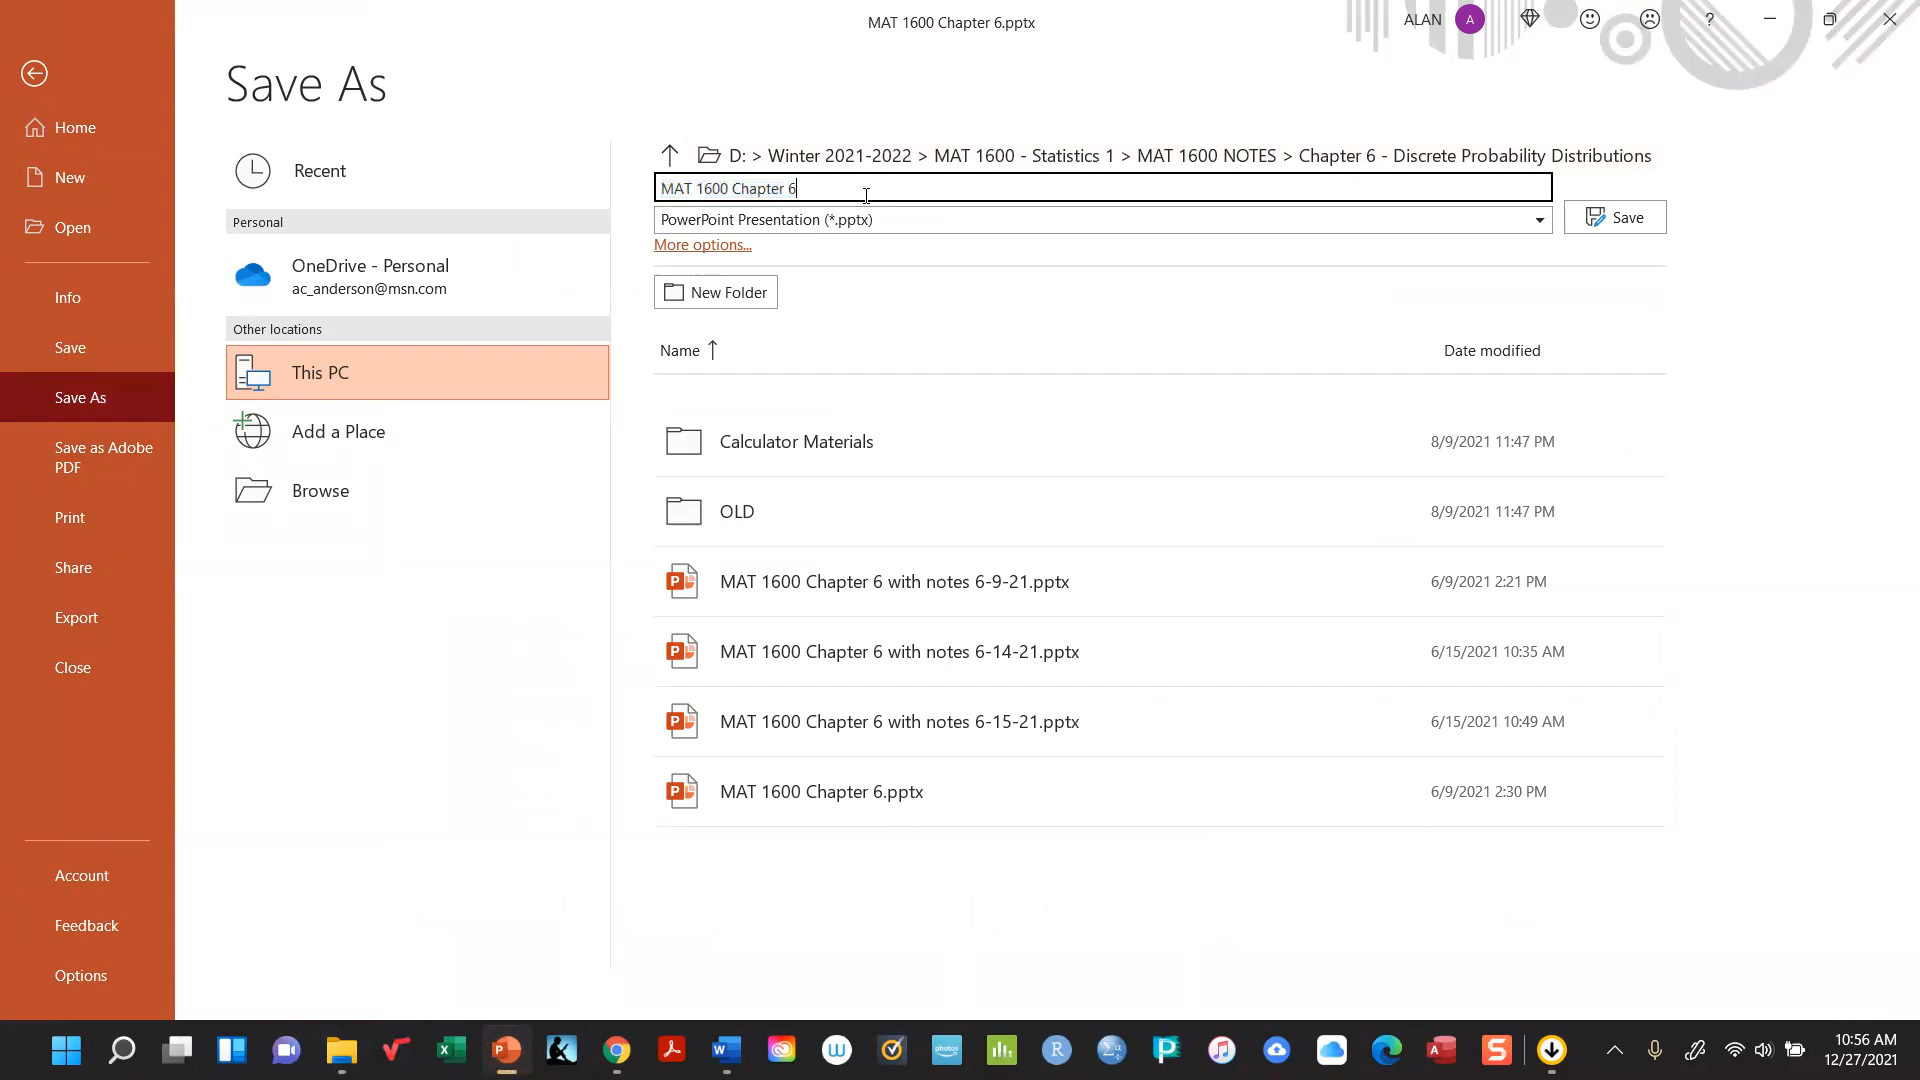 MAT 1600 Chapter 6.pptx
ALAN
A
?
Save As
Home
New
Open
Info
Save
Save As
Save as Adobe
PDF
Print
Share
Export
Close
Account
Feedback
Options
Recent
Personal
OneDrive - Personal
ac_anderson@msn.com
Other locations
This PC
Add a Place
Browse
D: > Winter 2021-2022 > MAT 1600 - Statistics 1 > MAT 1600 NOTES > Chapter 6 - Discrete Probability Distributions
MAT 1600 Chapter 6
PowerPoint Presentation (*.pptx)
Save
More options...
New Folder
Name ↑ Date modified
Calculator Materials 8/9/2021 11:47 PM
OLD 8/9/2021 11:47 PM
MAT 1600 Chapter 6 with notes 6-9-21.pptx 6/9/2021 2:21 PM
MAT 1600 Chapter 6 with notes 6-14-21.pptx 6/15/2021 10:35 AM
MAT 1600 Chapter 6 with notes 6-15-21.pptx 6/15/2021 10:49 AM
MAT 1600 Chapter 6.pptx 6/9/2021 2:30 PM
10:56 AM
12/27/2021